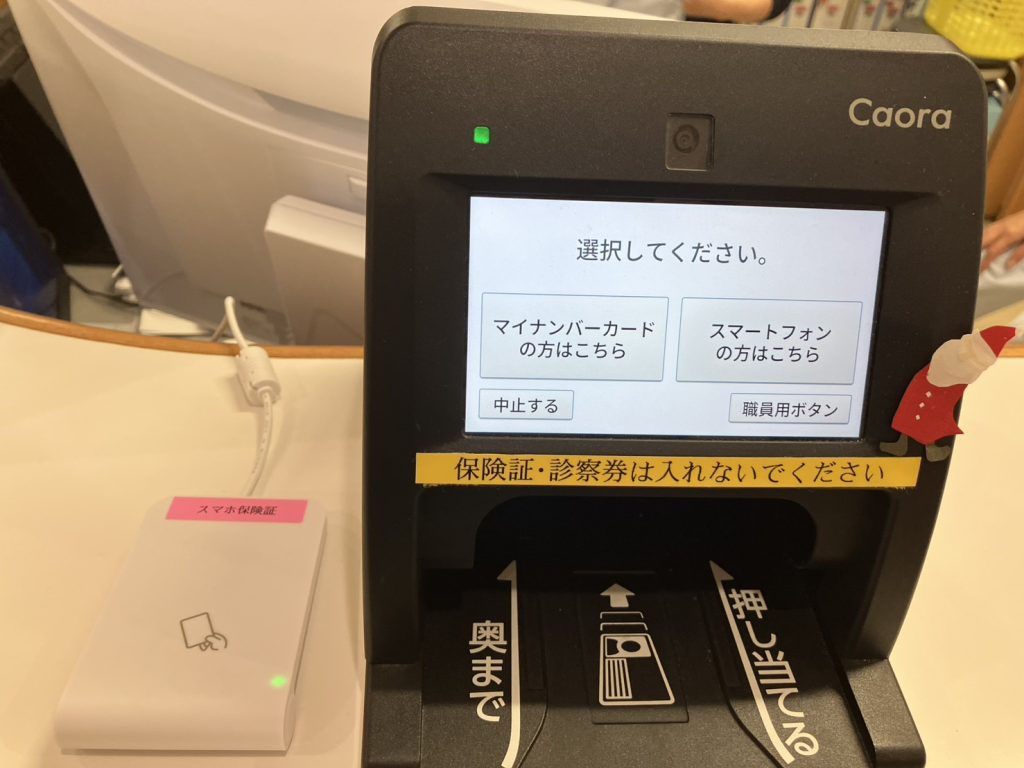 Caora
選択してください。
マイナンバーカード
の方はこちら
スマートフォン
の方はこちら
中止する
職員用ボタン
保険証・診察券は入れないでください
スマホ保険証
奥まで
押し当てる